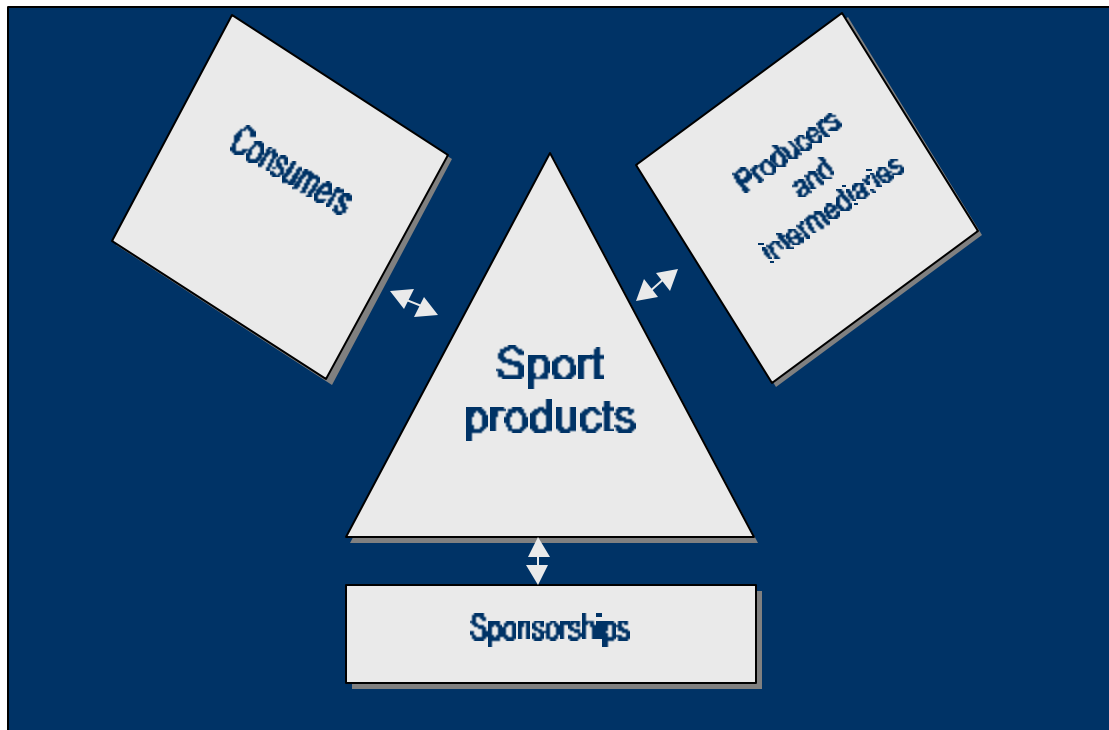 Consumers
Producers
and
intermediaries
Sport
products
Sponsorships